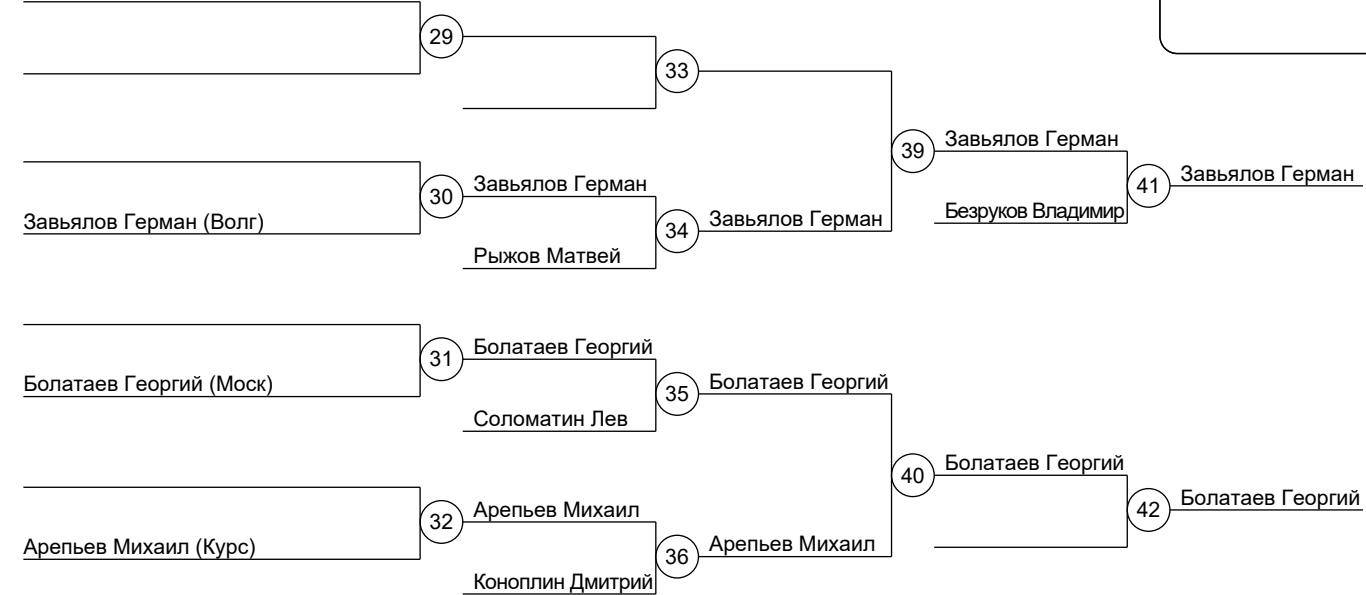 29
33
Завьялов Герман
39
Завьялов Герман
41
Завьялов Герман
30
Завьялов Герман (Волг)
Завьялов Герман
34
Безруков Владимир
Рыжов Матвей
Болатаев Георгий
31
Болатаев Георгий
Болатаев Георгий (Моск)
35
Соломатин Лев
Болатаев Георгий
40
Арепьев Михаил
Болатаев Георгий
42
32
Арепьев Михаил
Арепьев Михаил (Курс)
36
Коноплин Дмитрий